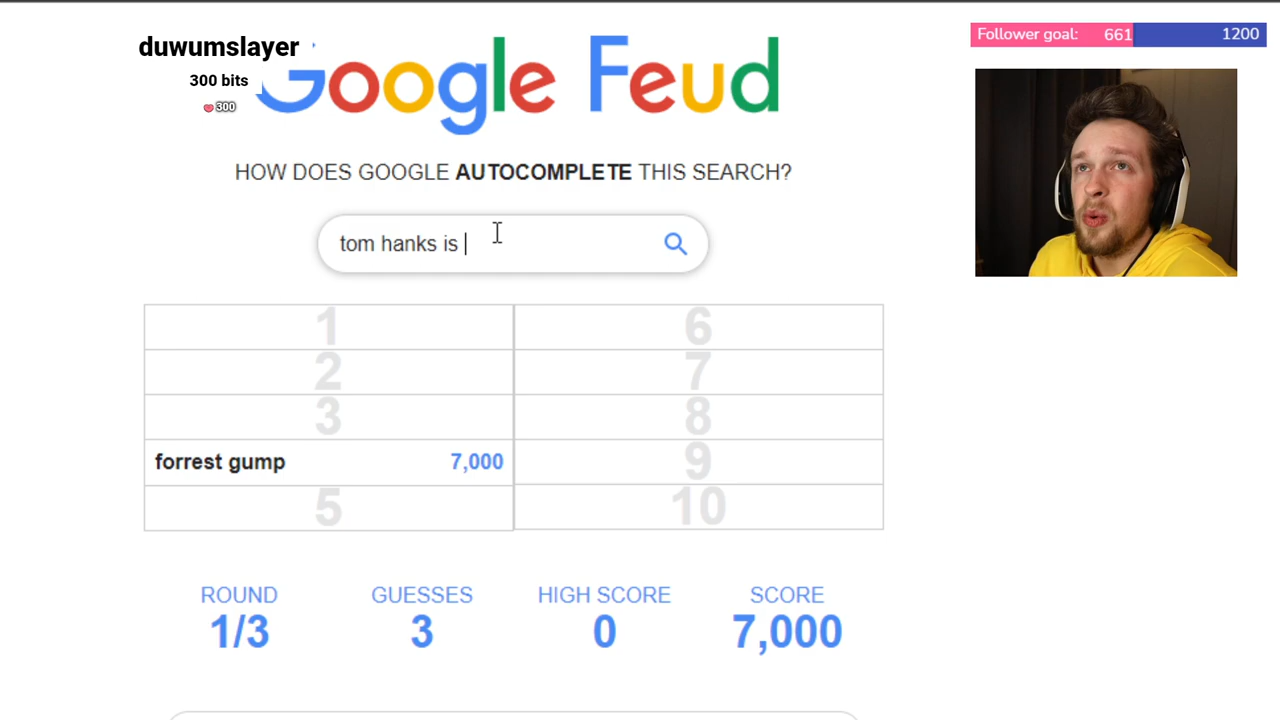 duwumslayer
300 bits
300
Google Feud
Follower goal: 661 1200
HOW DOES GOOGLE AUTOCOMPLETE THIS SEARCH?
tom hanks is
1 6
2 7
3 8
forrest gump 7,000 9
5 10
ROUND GUESSES HIGH SCORE SCORE
1/3 3 0 7,000